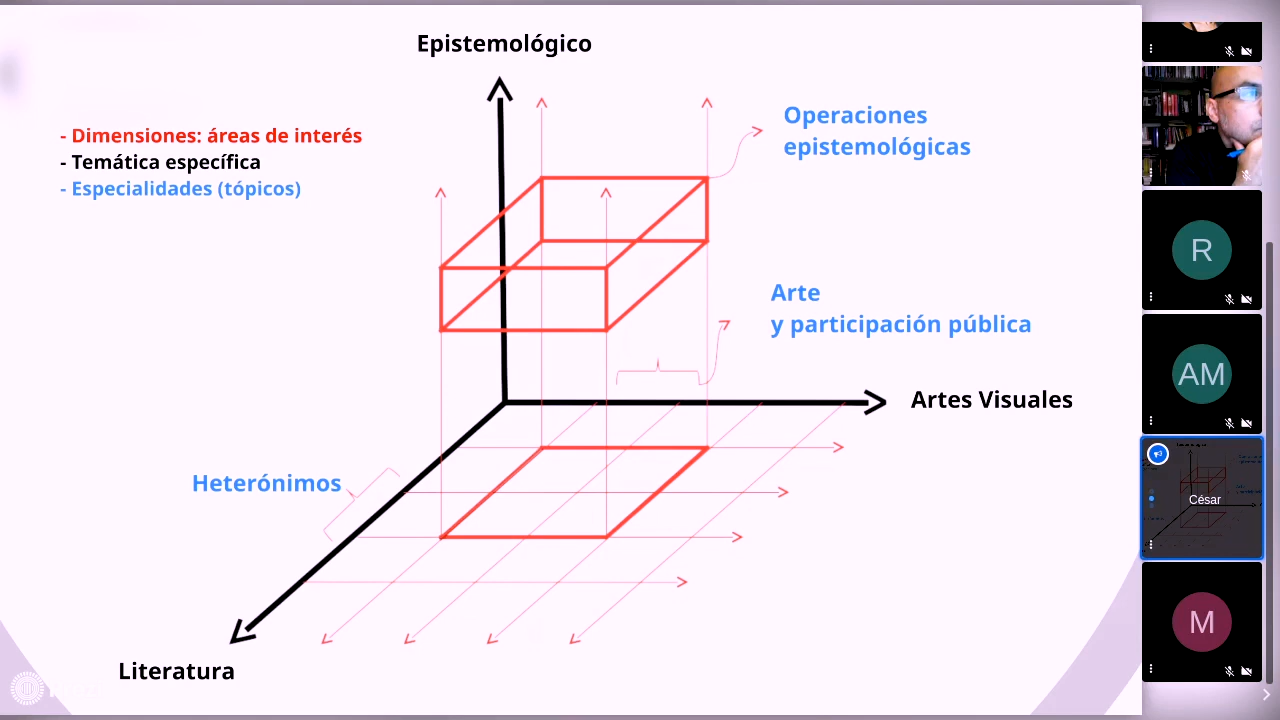 Epistemológico
- Dimensiones: áreas de interés
- Temática específica
- Especialidades (tópicos)
Operaciones
epistemológicas
Arte
y participación pública
Artes Visuales
Heterónimos
Literatura
R
AM
César
M